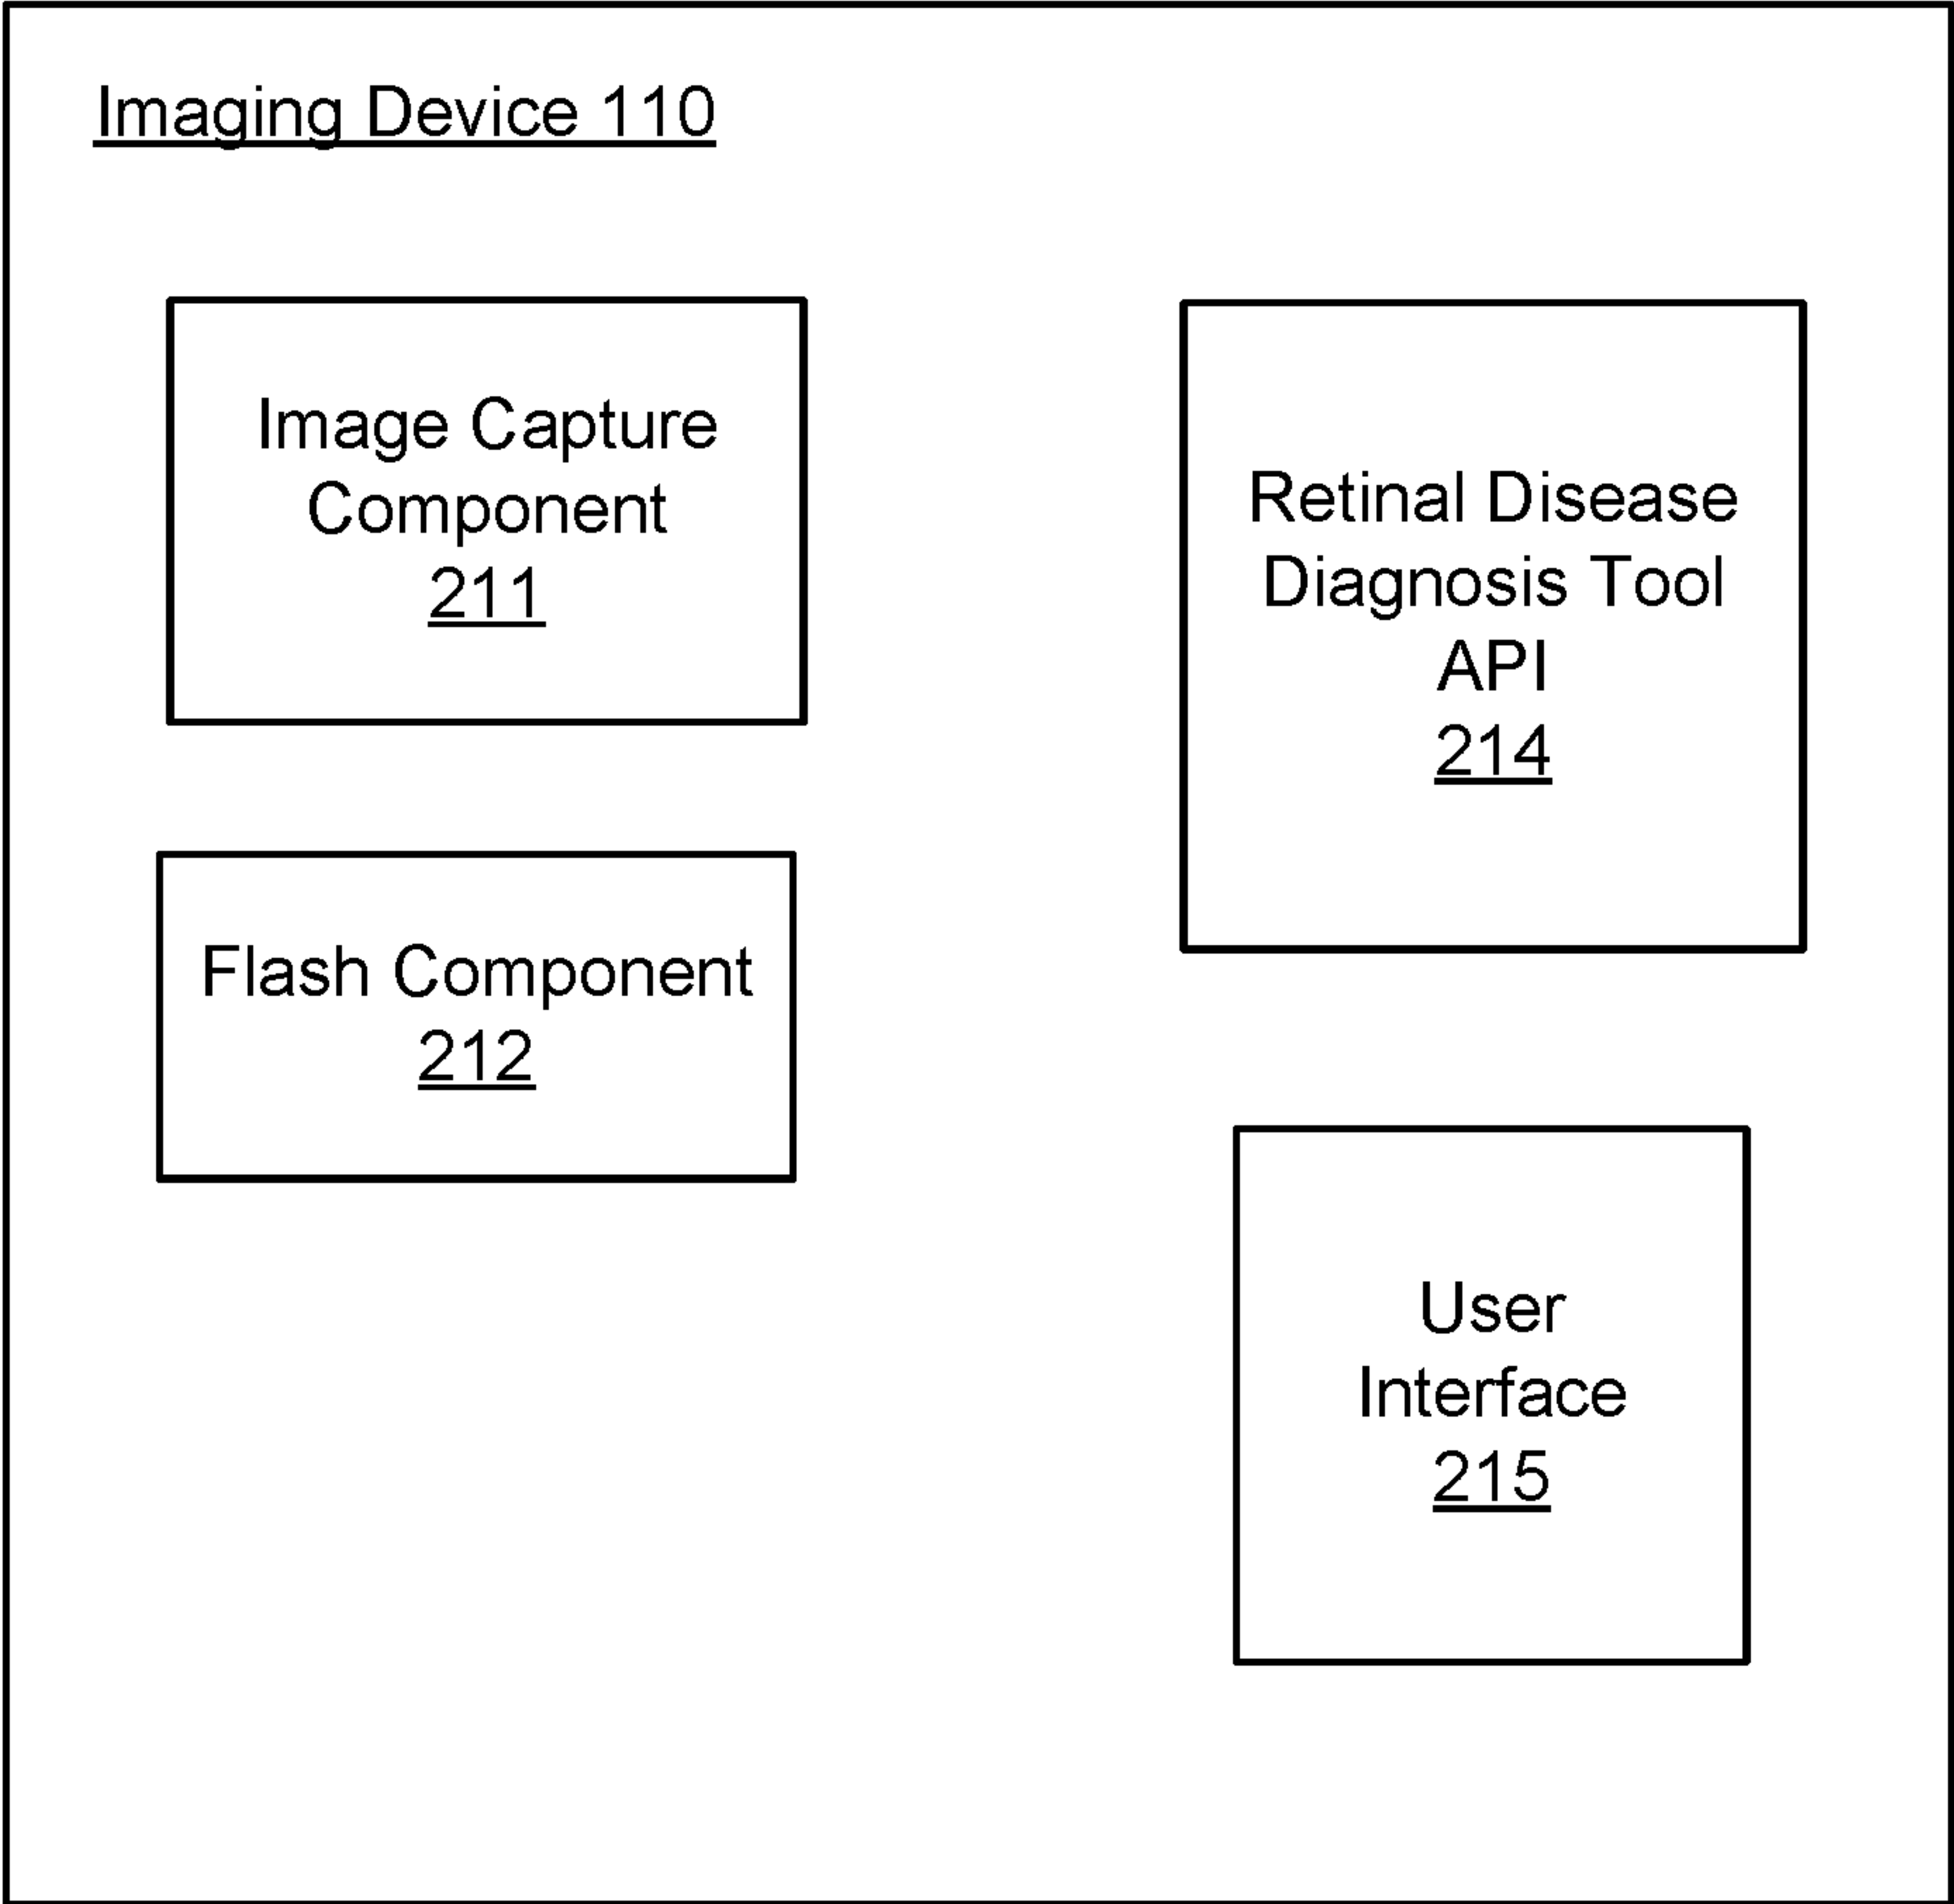 Imaging Device 110
Image Capture
Component
211
Flash Component
212
Retinal Disease
Diagnosis Tool
API
214
User
Interface
215